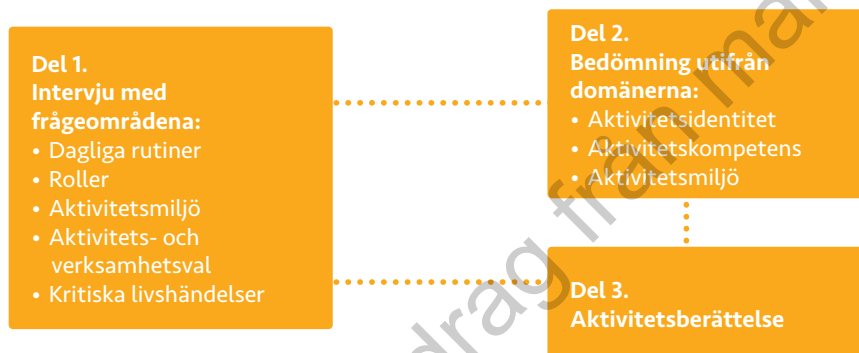 Del 1.
Intervju med
frågeområdena:
• Dagliga rutiner
• Roller
• Aktivitetsmiljö
• Aktivitets- och
verksamhetsval
• Kritiska livshändelser
Del 2.
Bedömning utifrån
domänerna:
• Aktivitetsidentitet
• Aktivitetskompetens
• Aktivitetsmiljö
Del 3.
Aktivitetsberättelse